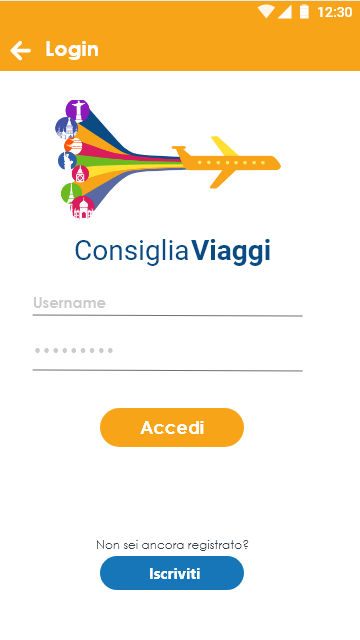 12:30
Login
ConsigliaViaggi
Username
Accedi
Non sei ancora registrato?
Iscriviti